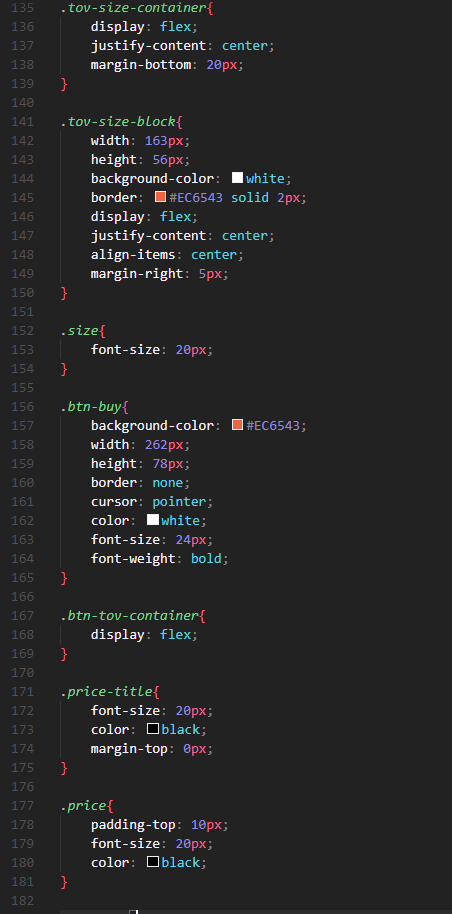 135 .tov-size-container{
136 display: flex;
137 justify-content: center;
138 margin-bottom: 20px;
139 }
140
141 .tov-size-block{
142 width: 163px;
143 height: 56px;
144 background-color: white;
145 border: #EC6543 solid 2px;
146 display: flex;
147 justify-content: center;
148 align-items: center;
149 margin-right: 5px;
150 }
151
152 .size{
153 font-size: 20px;
154 }
155
156 .btn-buy{
157 background-color: #EC6543;
158 width: 262px;
159 height: 78px;
160 border: none;
161 cursor: pointer;
162 color: white;
163 font-size: 24px;
164 font-weight: bold;
165 }
166
167 .btn-tov-container{
168 display: flex;
169 }
170
171 .price-title{
172 font-size: 20px;
173 color: black;
174 margin-top: 0px;
175 }
176
177 .price{
178 padding-top: 10px;
179 font-size: 20px;
180 color: black;
181 }
182